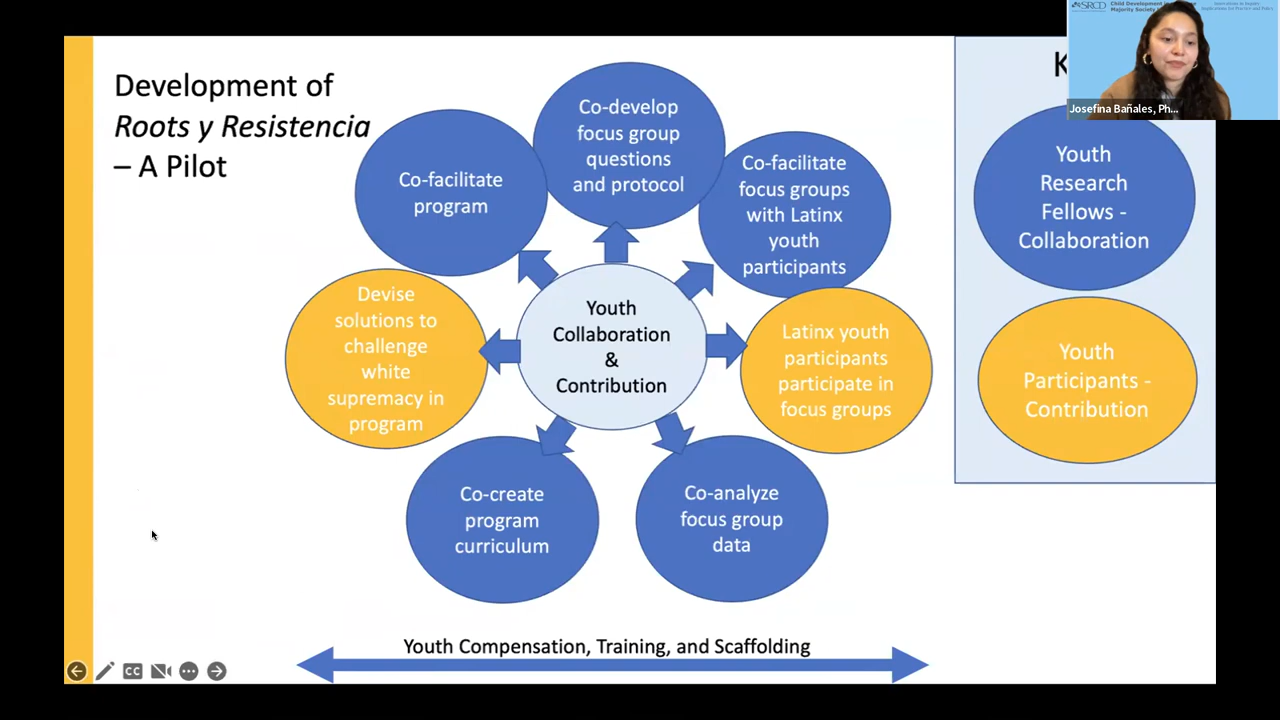 SRCD
Development of
Roots y Resistencia
– A Pilot
Co-develop
focus group
questions
and protocol
Co-facilitate
program
Co-facilitate
focus groups
with Latinx
youth
participants
Devise
solutions to
challenge
white
supremacy in
program
Youth
Collaboration
&
Contribution
Latinx youth
participants
participate in
focus groups
Co-create
program
curriculum
Co-analyze
focus group
data
Youth Compensation, Training, and Scaffolding
K
Josefina Bañales, Ph...
Youth
Research
Fellows -
Collaboration
Youth
Participants -
Contribution
CC